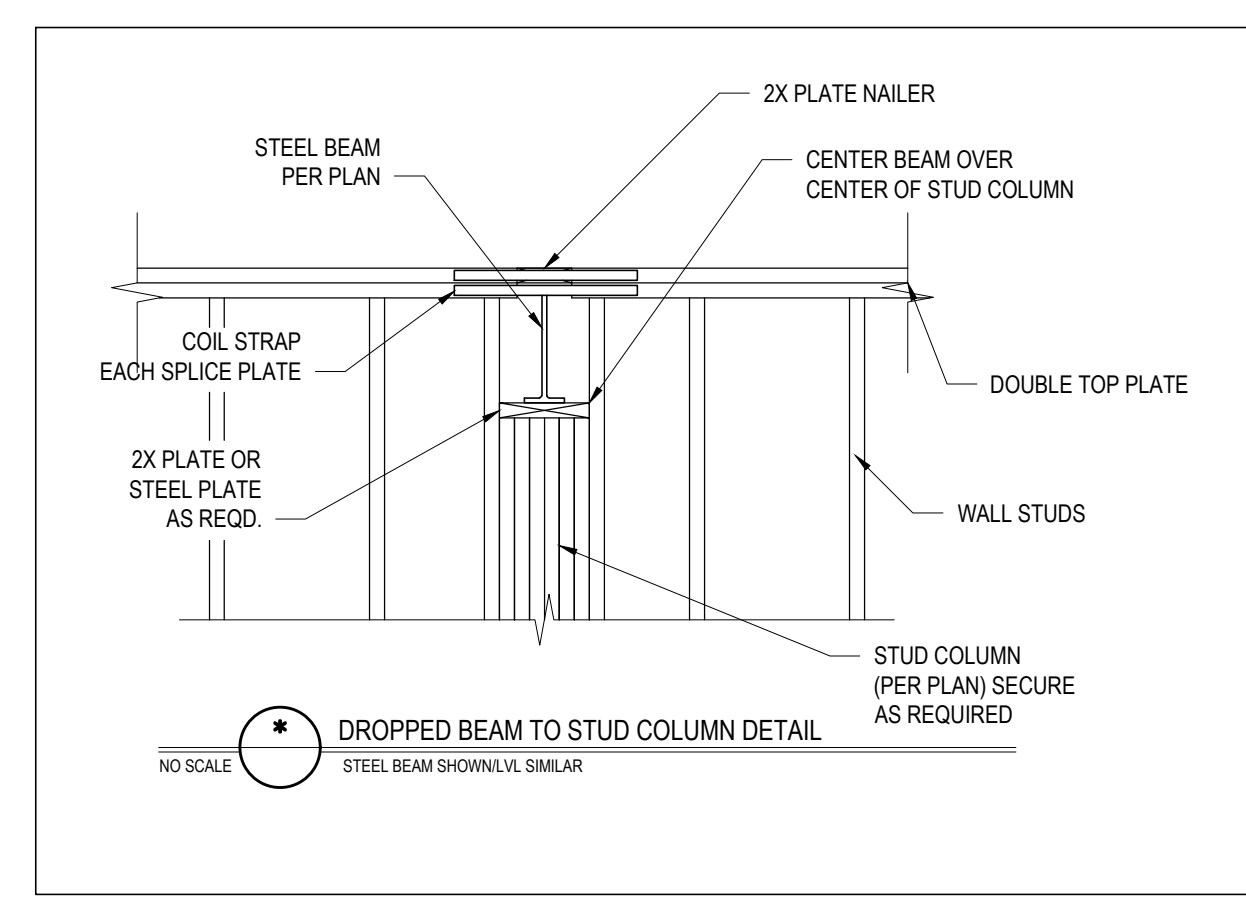 2X PLATE NAILER
STEEL BEAM
PER PLAN
CENTER BEAM OVER
CENTER OF STUD COLUMN
COIL STRAP
EACH SPLICE PLATE
DOUBLE TOP PLATE
2X PLATE OR
STEEL PLATE
AS REQD.
WALL STUDS
STUD COLUMN
(PER PLAN) SECURE
AS REQUIRED
*
DROPPED BEAM TO STUD COLUMN DETAIL
NO SCALE
STEEL BEAM SHOWN/LVL SIMILAR